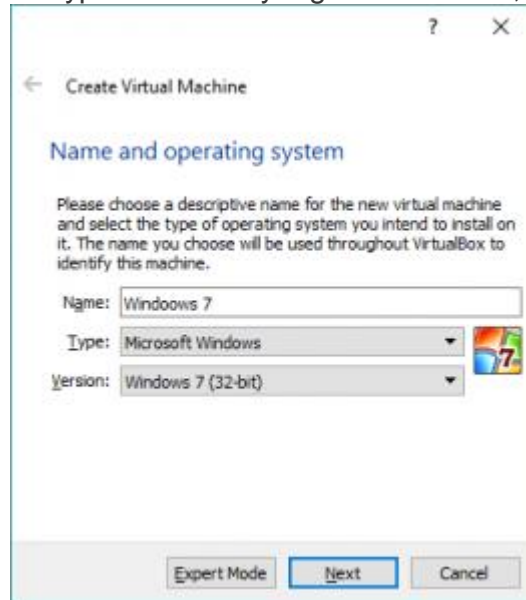 ?
Create Virtual Machine
Name and operating system
Please choose a descriptive name for the new virtual machine
and select the type of operating system you intend to install on
it. The name you choose will be used throughout VirtualBox to
identify this machine.
Name: Windoows 7
Type: Microsoft Windows
7
Version: Windows 7 (32-bit)
Expert Mode Next Cancel